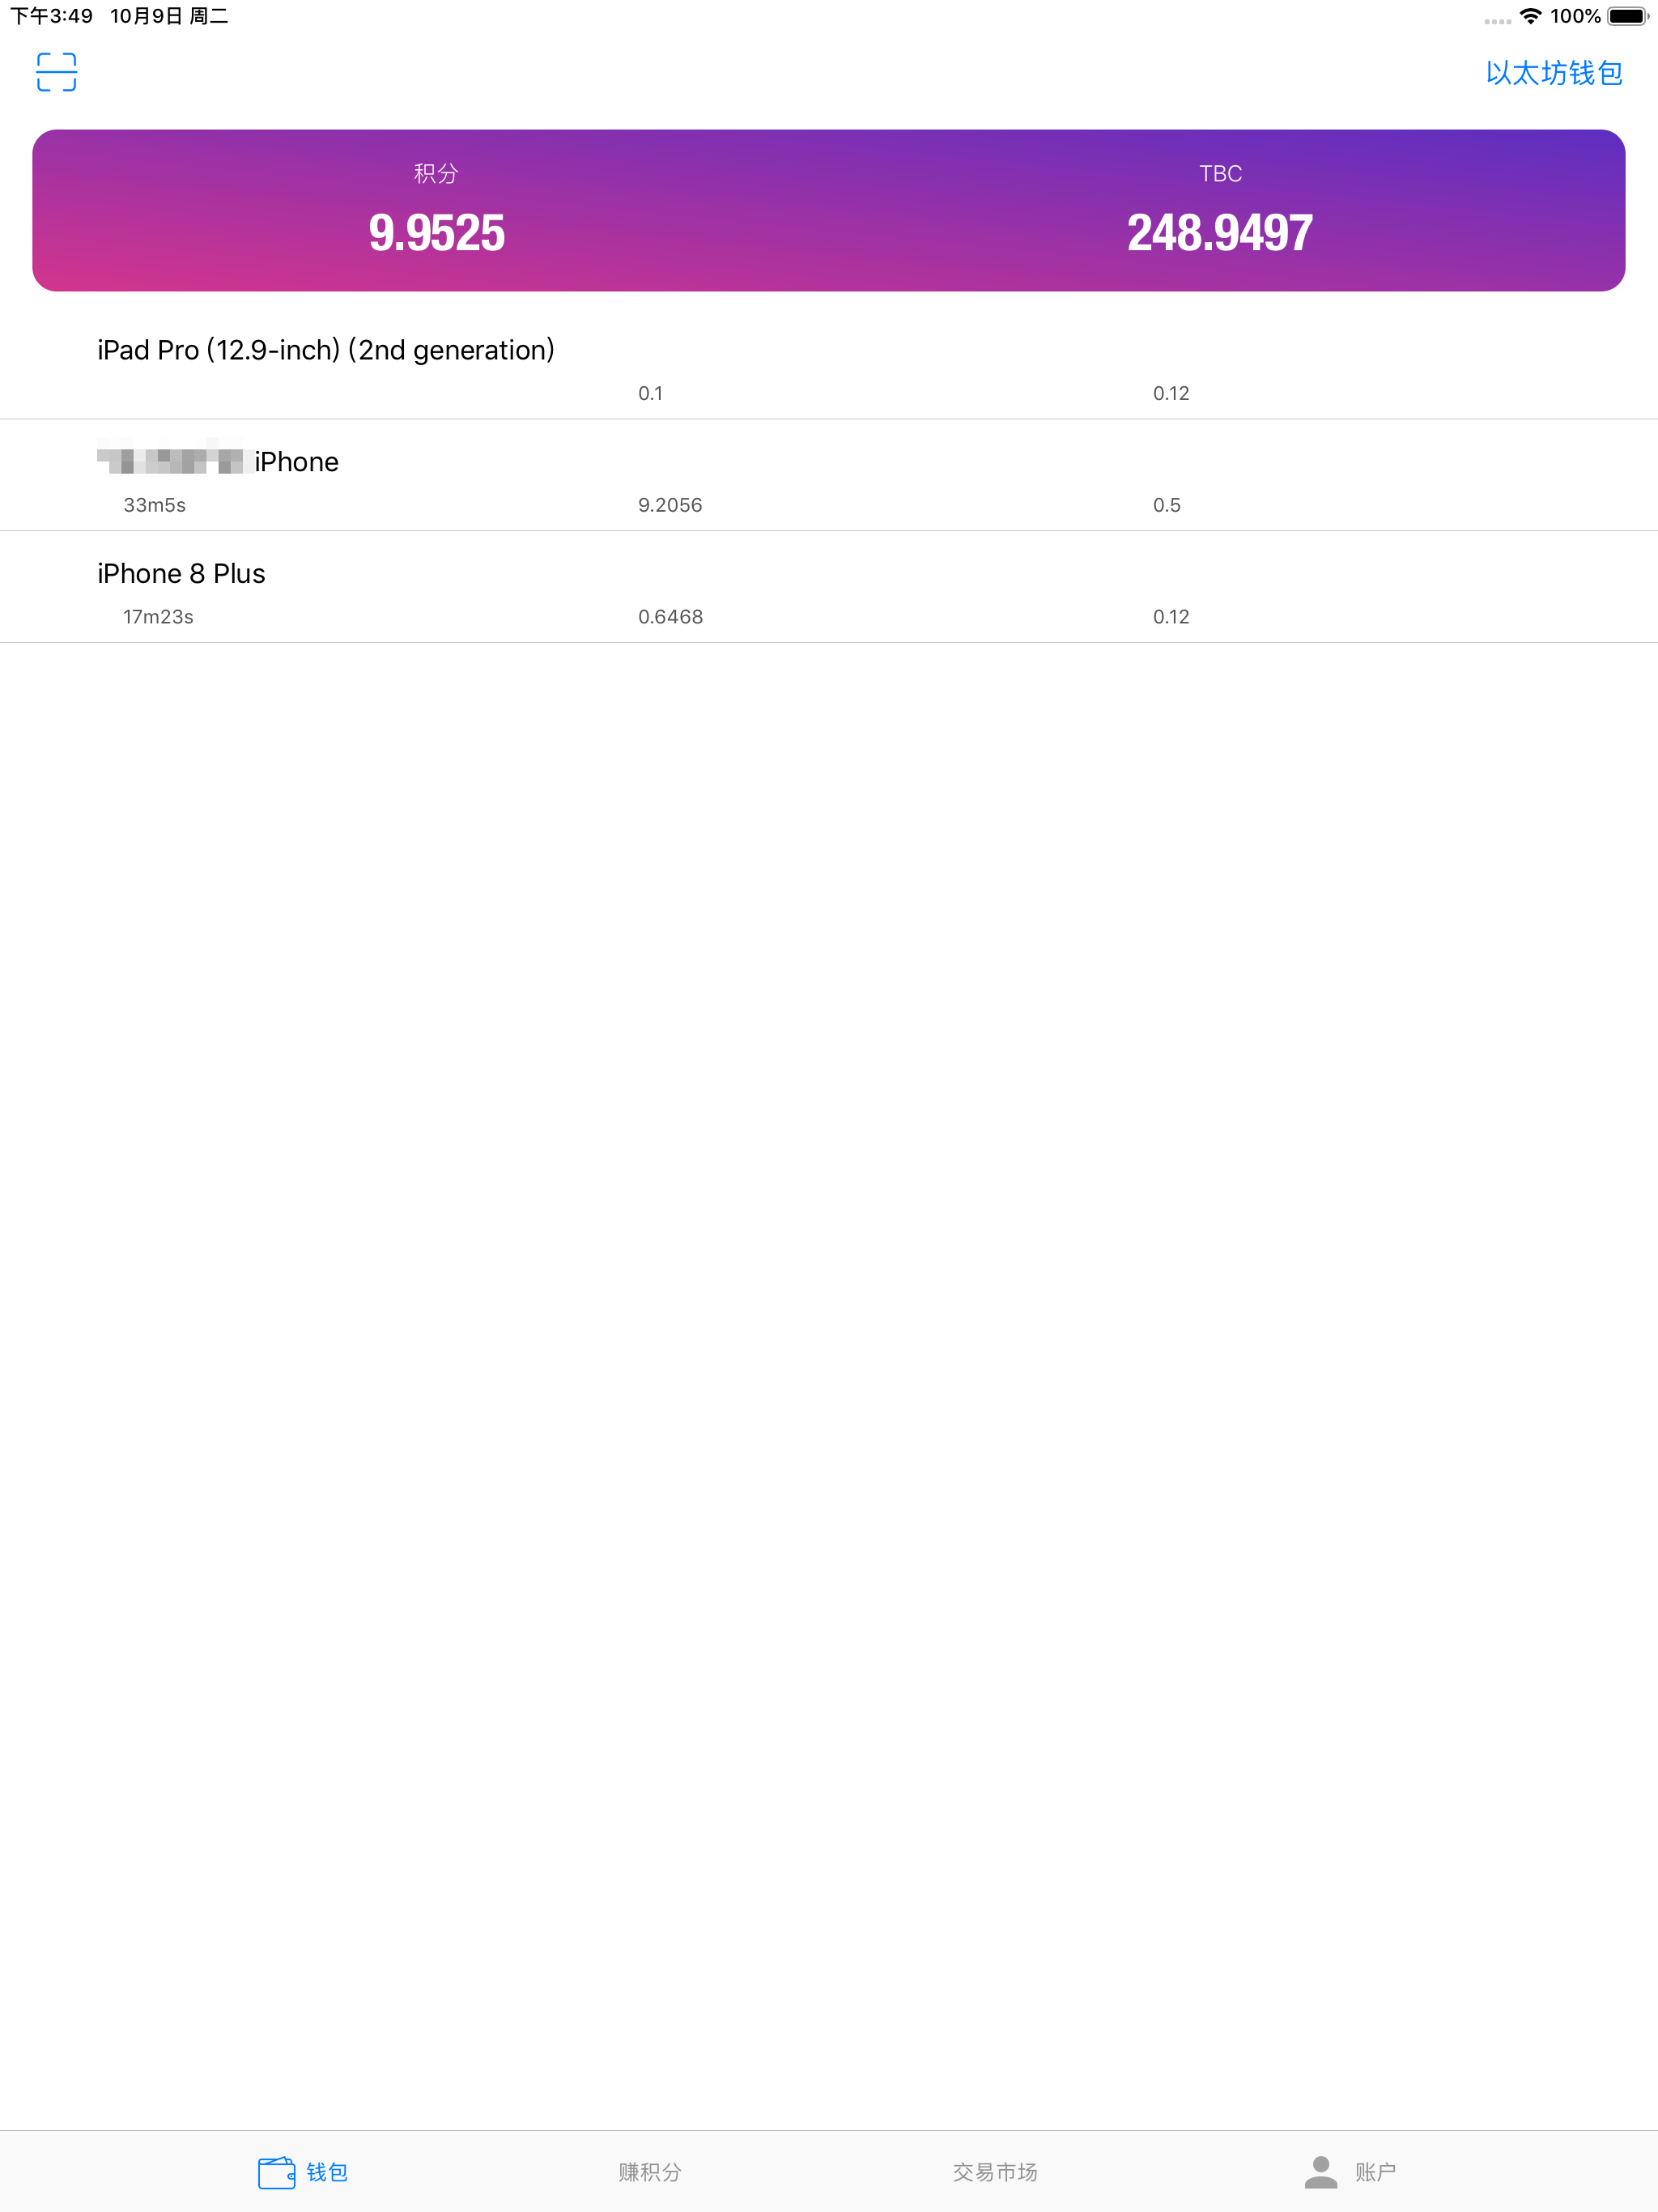 下午3:49 10月9日 周二 100%
以太坊钱包
积分 TBC
9.9525 248.9497
iPad Pro (12.9-inch) (2nd generation)
0.1 0.12
iPhone
33m5s 9.2056 0.5
iPhone 8 Plus
17m23s 0.6468 0.12
钱包 赚积分 交易市场 账户